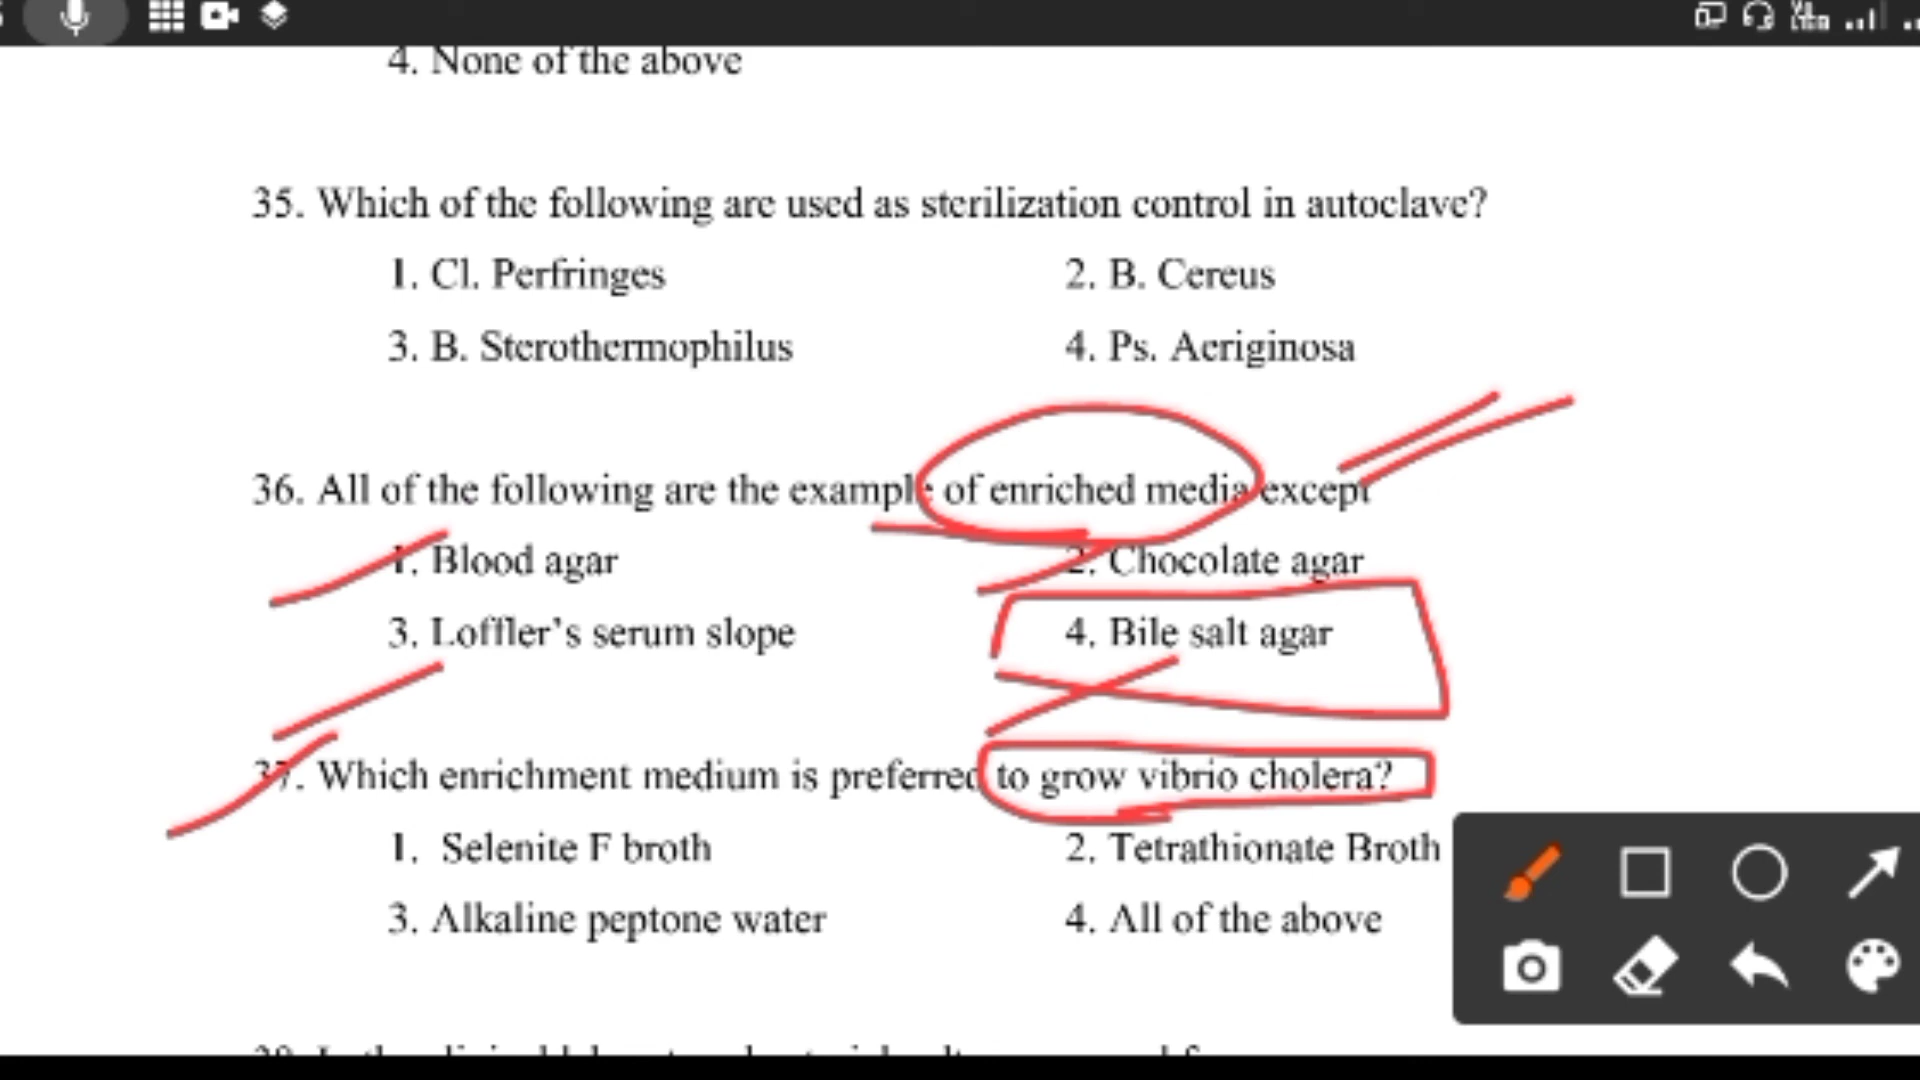 4. None of the above
35. Which of the following are used as sterilization control in autoclave?
1. Cl. Perfringes 2. B. Cereus
3. B. Sterothermophilus 4. Ps. Aeriginosa
36. All of the following are the example of enriched media except
1. Blood agar 2. Chocolate agar
3. Loffler's serum slope 4. Bile salt agar
37. Which enrichment medium is preferred to grow vibrio cholera?
1. Selenite F broth 2. Tetrathionate Broth
3. Alkaline peptone water 4. All of the above